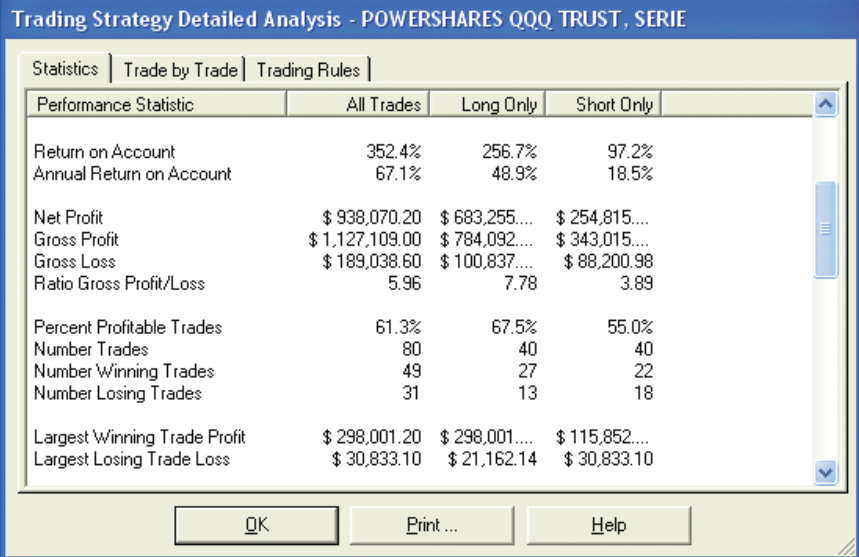 Trading Strategy Detailed Analysis - POWERSHARES QQQ TRUST, SERIE
Statistics Trade by Trade Trading Rules
Performance Statistic All Trades Long Only Short Only
Return on Account 352.4% 256.7% 97.2%
Annual Return on Account 67.1% 48.9% 18.5%
Net Profit $ 938,070.20 $ 683,255.... $ 254,815....
Gross Profit $ 1,127,109.00 $ 784,092.... $ 343,015....
Gross Loss $ 189,038.60 $ 100,837.... $ 88,200.98
Ratio Gross Profit/Loss 5.96 7.78 3.89
Percent Profitable Trades 61.3% 67.5% 55.0%
Number Trades 80 40 40
Number Winning Trades 49 27 22
Number Losing Trades 31 13 18
Largest Winning Trade Profit $ 298,001.20 $ 298,001.... $ 115,852....
Largest Losing Trade Loss $ 30,833.10 $ 21,162.14 $ 30,833.10
OK Print ... Help